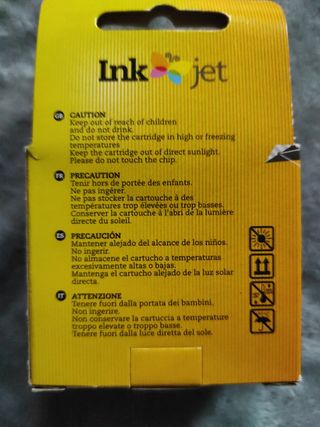 Ink jet
GB CAUTION
Keep out of reach of children
and do not drink.
Do not store the cartridge in high or freezing
temperatures
Keep the cartridge out of direct sunlight.
Please do not touch the chip.
FR PRECAUTION
Tenir hors de portée des enfants.
Ne pas ingérer.
Ne pas stocker la cartouche à des
températures trop élevées ou trop basses.
Conserver la cartouche à l'abri de la lumière
directe du soleil.
ES PRECAUCIÓN
Mantener alejado del alcance de los niños.
No ingerir.
No almacene el cartucho a temperaturas
excesivamente altas o bajas.
Mantenga el cartucho alejado de la luz solar
directa.
IT ATTENZIONE
Tenere fuori dalla portata dei bambini,
Non ingerire.
Non conservare la cartuccia a temperature
troppo elevate o troppo basse.
Tenere fuori dalla luce diretta del sole.